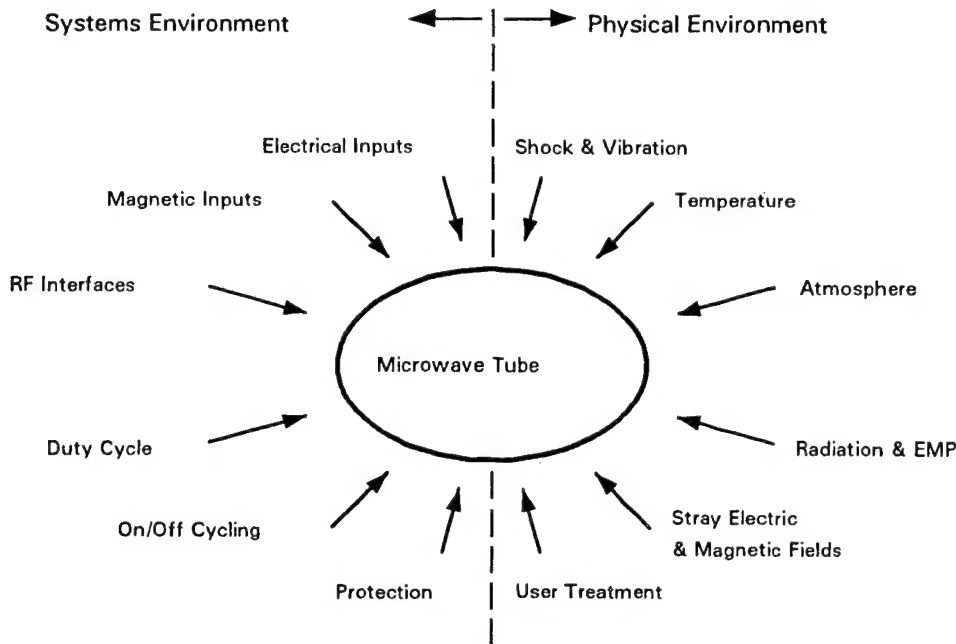 Systems Environment
Physical Environment
Electrical Inputs
Shock & Vibration
Magnetic Inputs
Temperature
RF Interfaces
Atmosphere
Microwave Tube
Duty Cycle
Radiation & EMP
On/Off Cycling
Stray Electric
& Magnetic Fields
Protection
User Treatment